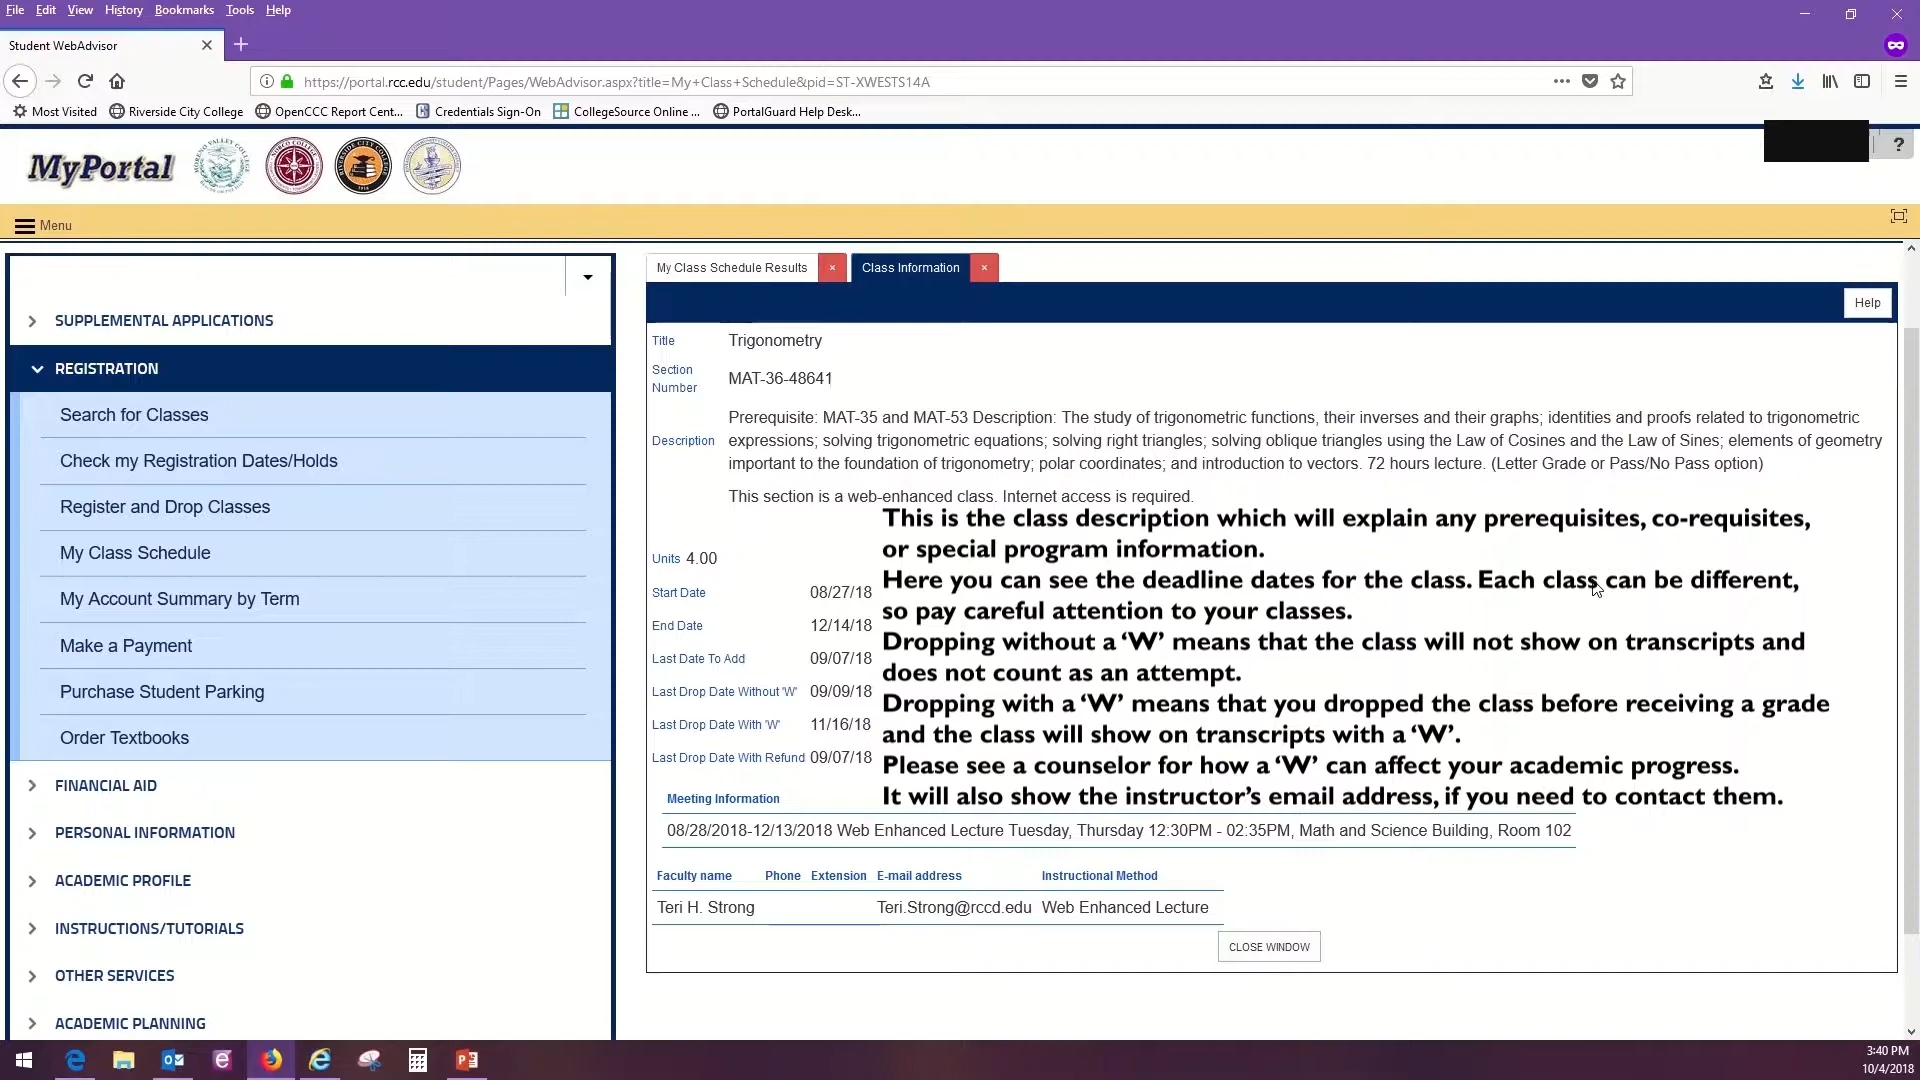 File Edit View History Bookmarks Tools Help
Student WebAdvisor
https://portal.rcc.edu/student/Pages/WebAdvisor.aspx?title=My+Class+Schedule&pid=ST-XWESTS14A
Most Visited Riverside City College OpenCCC Report Cent... Credentials Sign-On CollegeSource Online ... PortalGuard Help Desk...
MyPortal
?
Menu
SUPPLEMENTAL APPLICATIONS
REGISTRATION
Search for Classes
Check my Registration Dates/Holds
Register and Drop Classes
My Class Schedule
My Account Summary by Term
Make a Payment
Purchase Student Parking
Order Textbooks
FINANCIAL AID
PERSONAL INFORMATION
ACADEMIC PROFILE
INSTRUCTIONS/TUTORIALS
OTHER SERVICES
ACADEMIC PLANNING
My Class Schedule Results × Class Information ×
Help
Title Trigonometry
Section Number MAT-36-48641
Description
Prerequisite: MAT-35 and MAT-53 Description: The study of trigonometric functions, their inverses and their graphs; identities and proofs related to trigonometric
expressions; solving trigonometric equations; solving right triangles; solving oblique triangles using the Law of Cosines and the Law of Sines; elements of geometry
important to the foundation of trigonometry; polar coordinates; and introduction to vectors. 72 hours lecture. (Letter Grade or Pass/No Pass option)
This section is a web-enhanced class. Internet access is required.
Units 4.00
Start Date 08/27/18
End Date 12/14/18
Last Date To Add 09/07/18
Last Drop Date Without 'W' 09/09/18
Last Drop Date With 'W' 11/16/18
Last Drop Date With Refund 09/07/18
This is the class description which will explain any prerequisites, co-requisites,
or special program information.
Here you can see the deadline dates for the class. Each class can be different,
so pay careful attention to your classes.
Dropping without a ‘W’ means that the class will not show on transcripts and
does not count as an attempt.
Dropping with a ‘W’ means that you dropped the class before receiving a grade
and the class will show on transcripts with a ‘W’.
Please see a counselor for how a ‘W’ can affect your academic progress.
It will also show the instructor’s email address, if you need to contact them.
Meeting Information
08/28/2018-12/13/2018 Web Enhanced Lecture Tuesday, Thursday 12:30PM - 02:35PM, Math and Science Building, Room 102
Faculty name Phone Extension E-mail address Instructional Method
Teri H. Strong Teri.Strong@rccd.edu Web Enhanced Lecture
CLOSE WINDOW
3:40 PM
10/4/2018